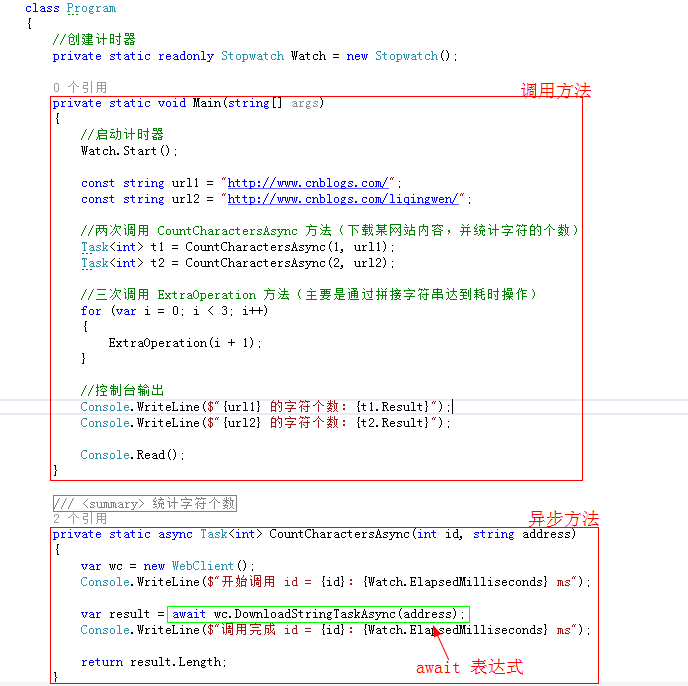 class Program
{
//创建计时器
private static readonly Stopwatch Watch = new Stopwatch();
0 个引用
调用方法
private static void Main(string[] args)
{
//启动计时器
Watch.Start();
const string url1 = "http://www.cnblogs.com/";
const string url2 = "http://www.cnblogs.com/liqingwen/";
//两次调用 CountCharactersAsync 方法（下载某网站内容，并统计字符的个数）
Task<int> t1 = CountCharactersAsync(1, url1);
Task<int> t2 = CountCharactersAsync(2, url2);
//三次调用 ExtraOperation 方法（主要是通过拼接字符串达到耗时操作）
for (var i = 0; i < 3; i++)
{
ExtraOperation(i + 1);
}
//控制台输出
Console.WriteLine($"{url1} 的字符个数：{t1.Result}");
Console.WriteLine($"{url2} 的字符个数：{t2.Result}");
Console.Read();
}
/// <summary> 统计字符个数
2 个引用
异步方法
private static async Task<int> CountCharactersAsync(int id, string address)
{
var wc = new WebClient();
Console.WriteLine($"开始调用 id = {id}：{Watch.ElapsedMilliseconds} ms");
var result = await wc.DownloadStringTaskAsync(address);
Console.WriteLine($"调用完成 id = {id}：{Watch.ElapsedMilliseconds} ms");
return result.Length;
await 表达式
}